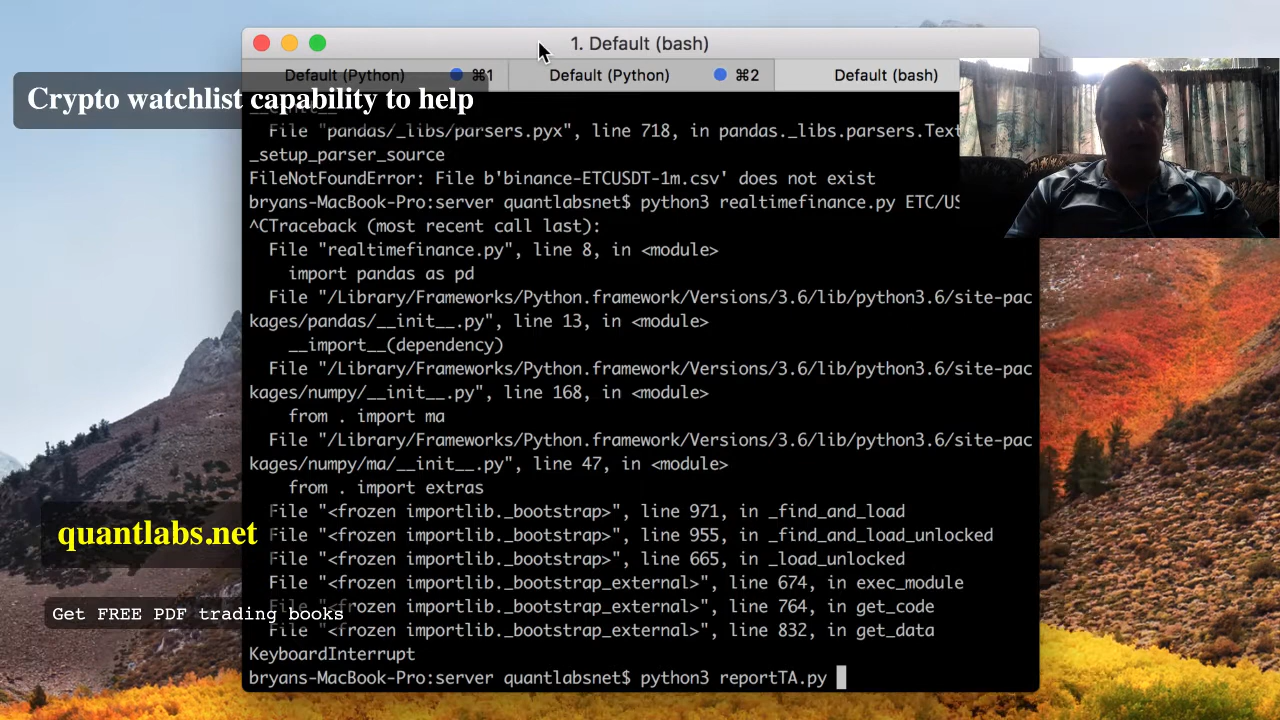 1. Default (bash)
Default (Python) ⌘1 Default (Python) ⌘2 Default (bash)
Crypto watchlist capability to help
__init__
File "pandas/_libs/parsers.pyx", line 718, in pandas._libs.parsers.Text
_setup_parser_source
FileNotFoundError: File b'binance-ETCUSDT-1m.csv' does not exist
bryans-MacBook-Pro:server quantlabsnet$ python3 realtimefinance.py ETC/US
^CTraceback (most recent call last):
File "realtimefinance.py", line 8, in <module>
import pandas as pd
File "/Library/Frameworks/Python.framework/Versions/3.6/lib/python3.6/site-pac
kages/pandas/__init__.py", line 13, in <module>
__import__(dependency)
File "/Library/Frameworks/Python.framework/Versions/3.6/lib/python3.6/site-pac
kages/numpy/__init__.py", line 168, in <module>
from . import ma
File "/Library/Frameworks/Python.framework/Versions/3.6/lib/python3.6/site-pac
kages/numpy/ma/__init__.py", line 47, in <module>
from . import extras
File "<frozen importlib._bootstrap>", line 971, in _find_and_load
File "<frozen importlib._bootstrap>", line 955, in _find_and_load_unlocked
quantlabs.net
File "<frozen importlib._bootstrap>", line 665, in _load_unlocked
File "<frozen importlib._bootstrap_external>", line 674, in exec_module
File "<frozen importlib._bootstrap_external>", line 764, in get_code
Get FREE PDF trading books
File "<frozen importlib._bootstrap_external>", line 832, in get_data
KeyboardInterrupt
bryans-MacBook-Pro:server quantlabsnet$ python3 reportTA.py